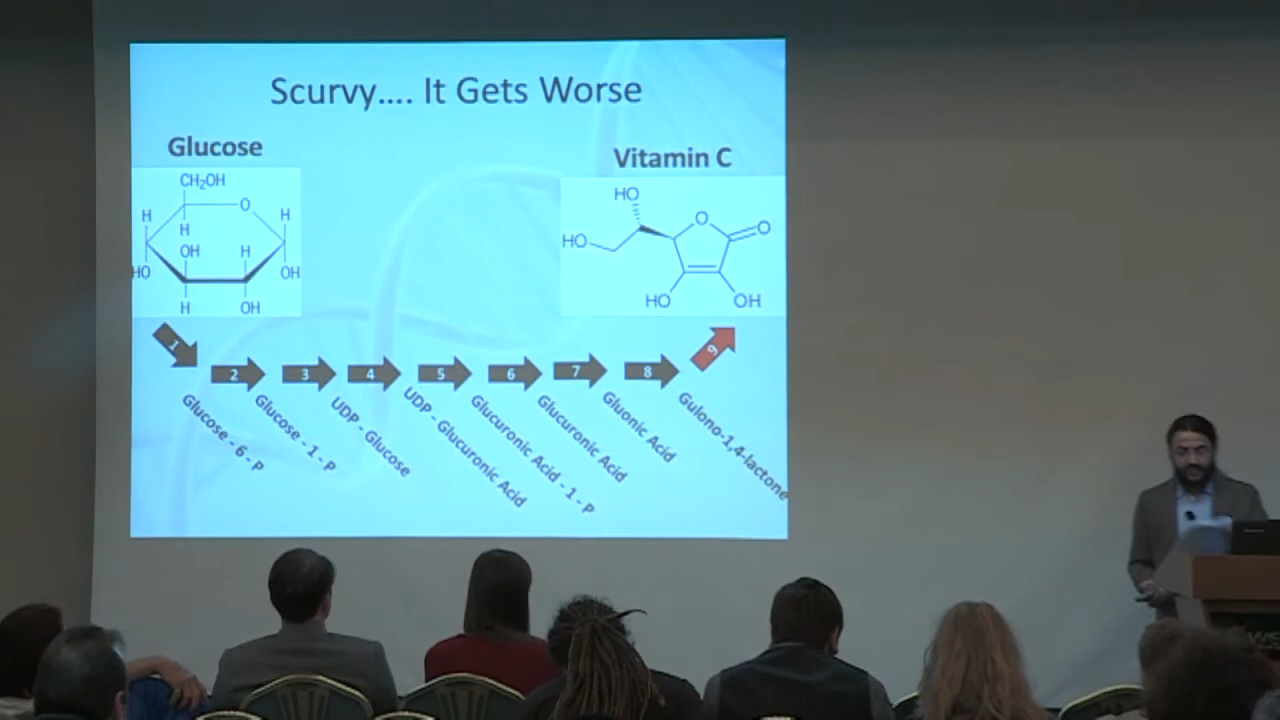 Scurvy.... It Gets Worse
Glucose
Vitamin C
CH2OH
O
H
H
H
OH
H
HO
OH
H
OH
HO
O
O
HO
HO
OH
1
2
3
4
5
6
7
8
9
Glucose - 6 - P
Glucose - 1 - P
UDP - Glucose
UDP - Glucuronic Acid
Glucuronic Acid - 1 - P
Glucuronic Acid
Gluonic Acid
Gulono-1,4-lactone